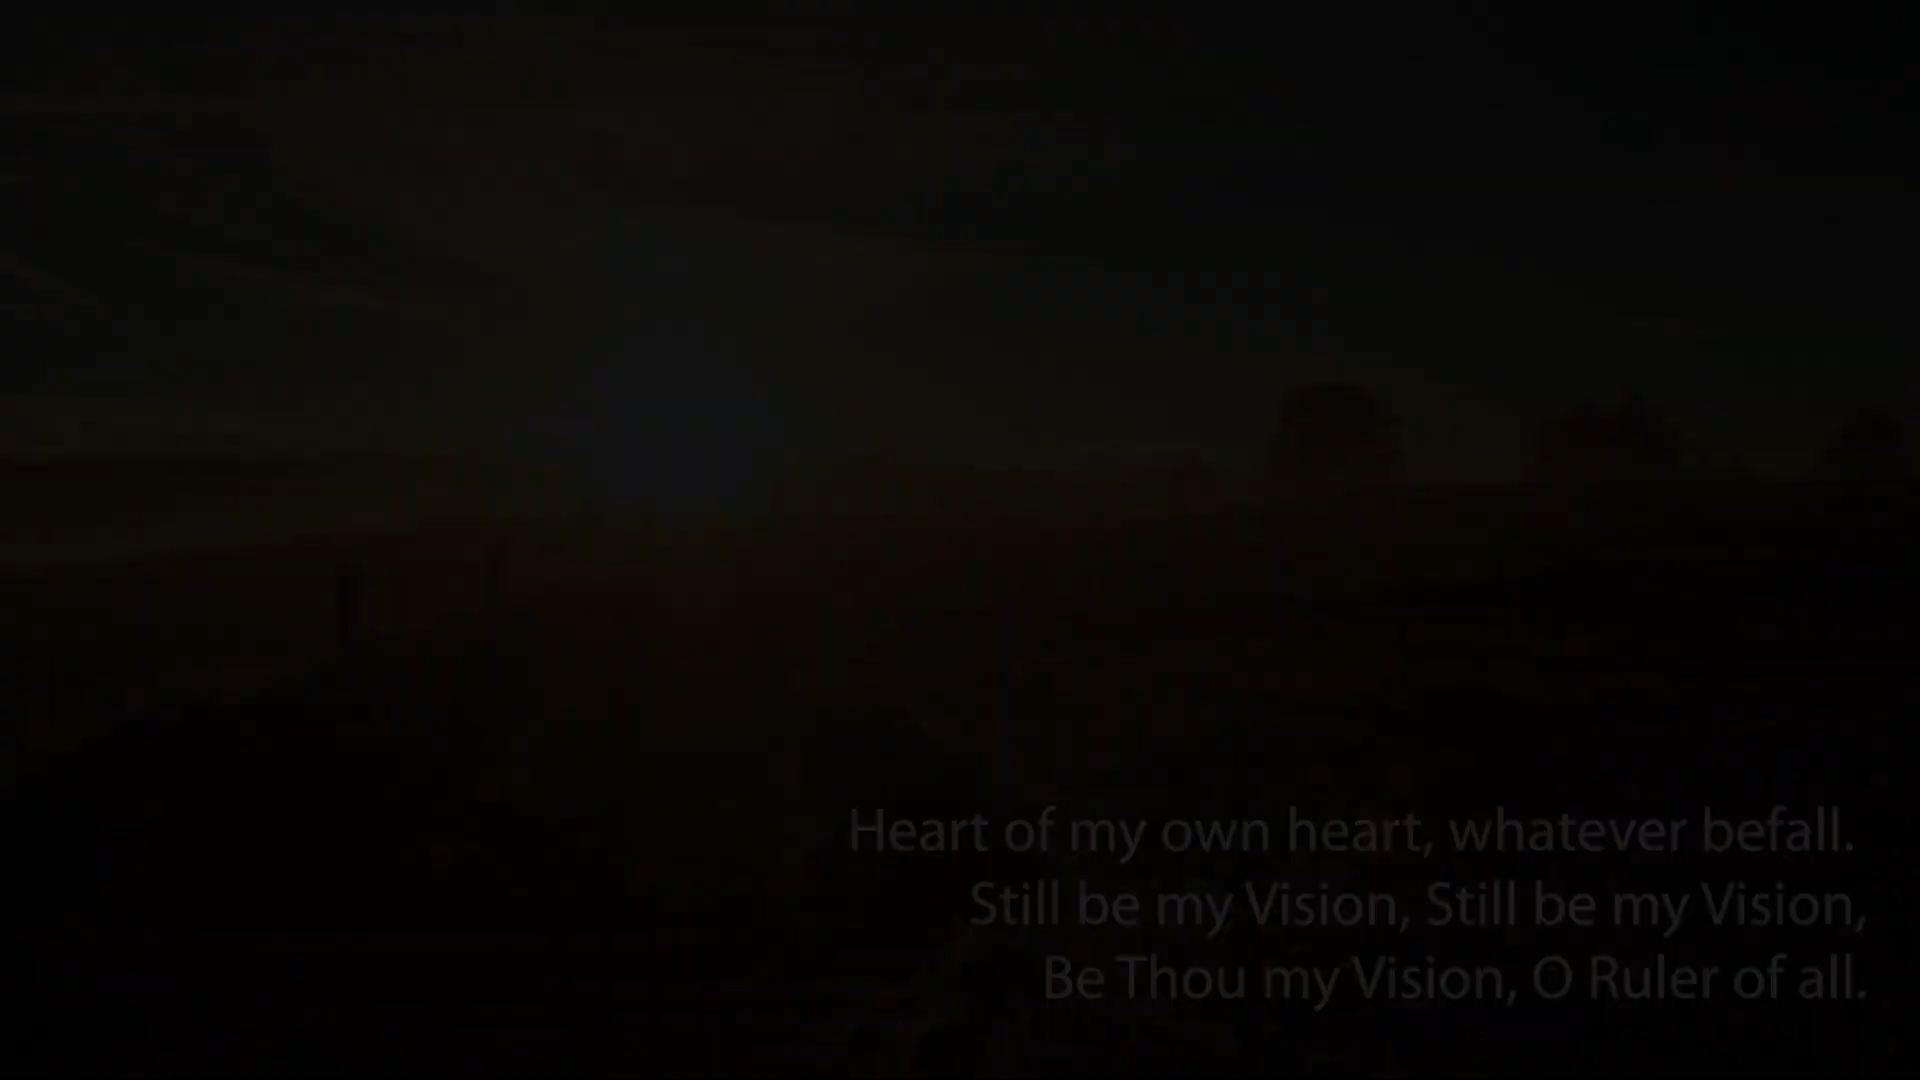 Heart of my own heart, whatever befall.
Still be my Vision, Still be my Vision,
Be Thou my Vision, O Ruler of all.